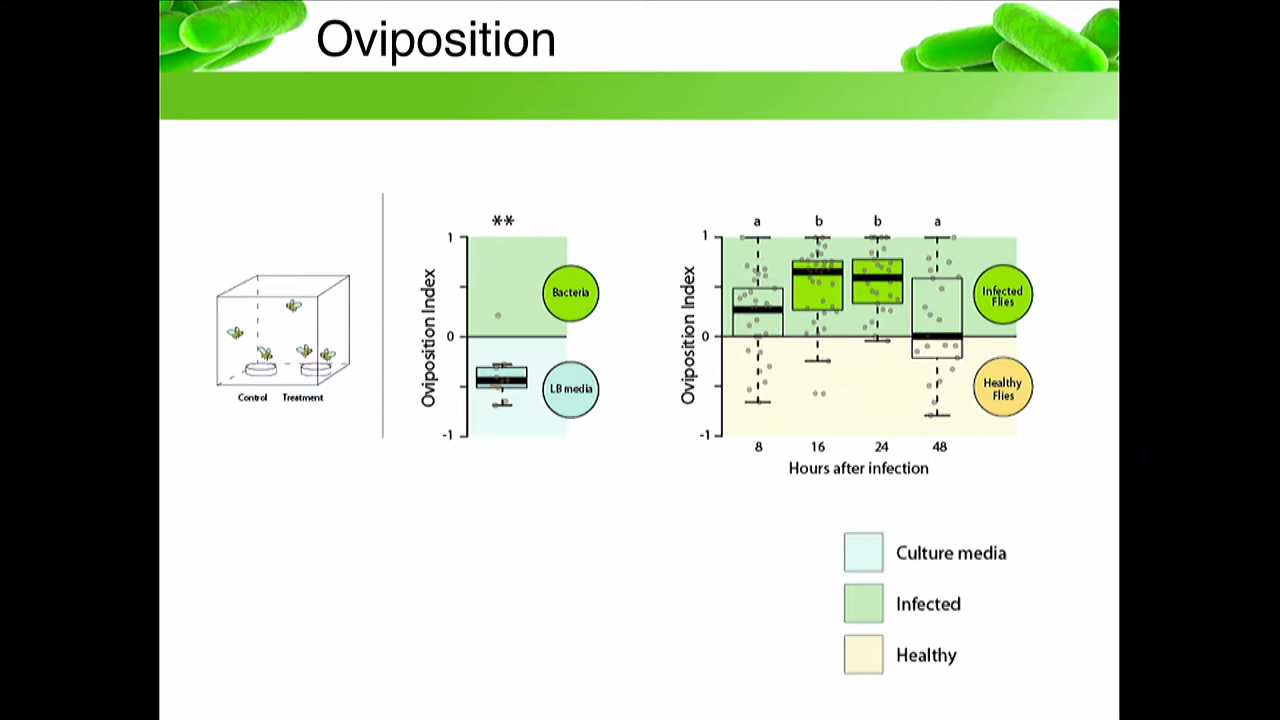 Oviposition
Control Treatment
**
Oviposition Index
1
0
-1
Bacteria
LB media
a b b a
Oviposition Index
1
0
-1
Infected
Flies
Healthy
Flies
8 16 24 48
Hours after infection
Culture media
Infected
Healthy